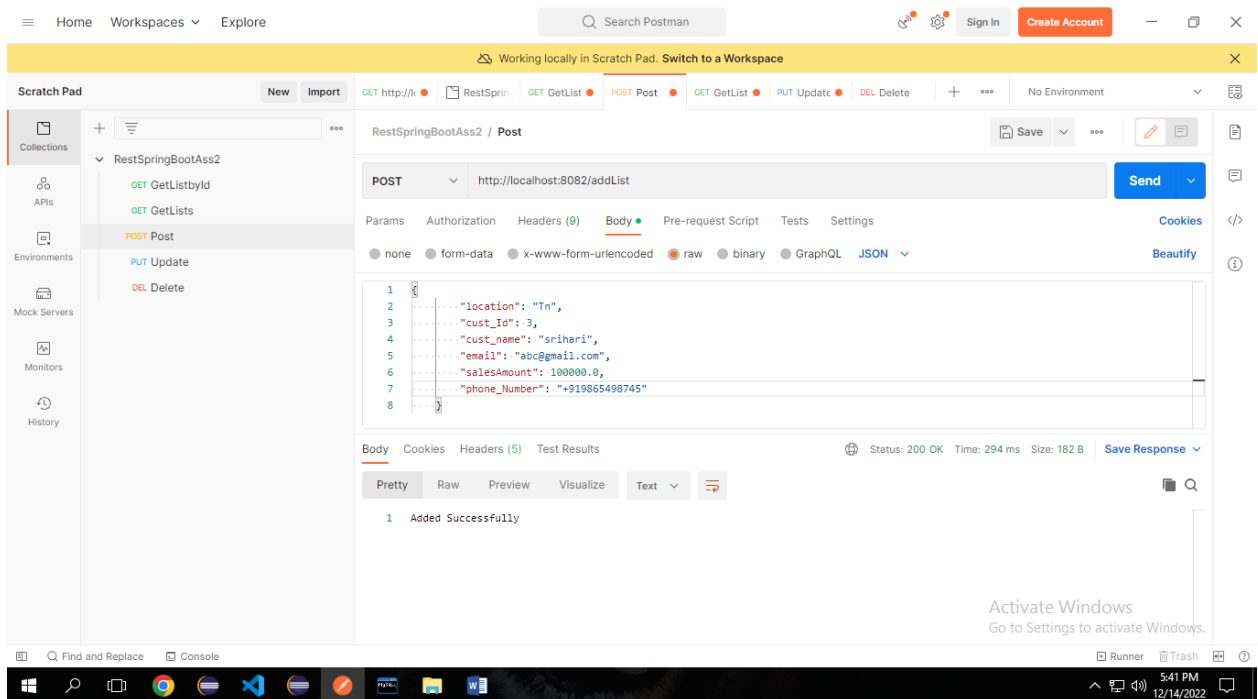 Home Workspaces Explore Search Postman Sign In Create Account
Working locally in Scratch Pad. Switch to a Workspace
Scratch Pad New Import GET http://l RestSprin GET GetList POST Post GET GetList PUT Update DEL Delete No Environment
Collections
APIs
Environments
Mock Servers
Monitors
History
RestSpringBootAss2
GET GetListbyId
GET GetLists
POST Post
PUT Update
DEL Delete
RestSpringBootAss2 / Post Save
POST http://localhost:8082/addList Send
Params Authorization Headers (9) Body Pre-request Script Tests Settings Cookies
none form-data x-www-form-urlencoded raw binary GraphQL JSON Beautify
1 {
2 "location": "Tn",
3 "cust_Id": 3,
4 "cust_name": "srihari",
5 "email": "abc@gmail.com",
6 "salesAmount": 100000.0,
7 "phone_Number": "+919865498745"
8 }
Body Cookies Headers (5) Test Results Status: 200 OK Time: 294 ms Size: 182 B Save Response
Pretty Raw Preview Visualize Text
1 Added Successfully
Activate Windows
Go to Settings to activate Windows.
Find and Replace Console Runner Trash
5:41 PM
12/14/2022